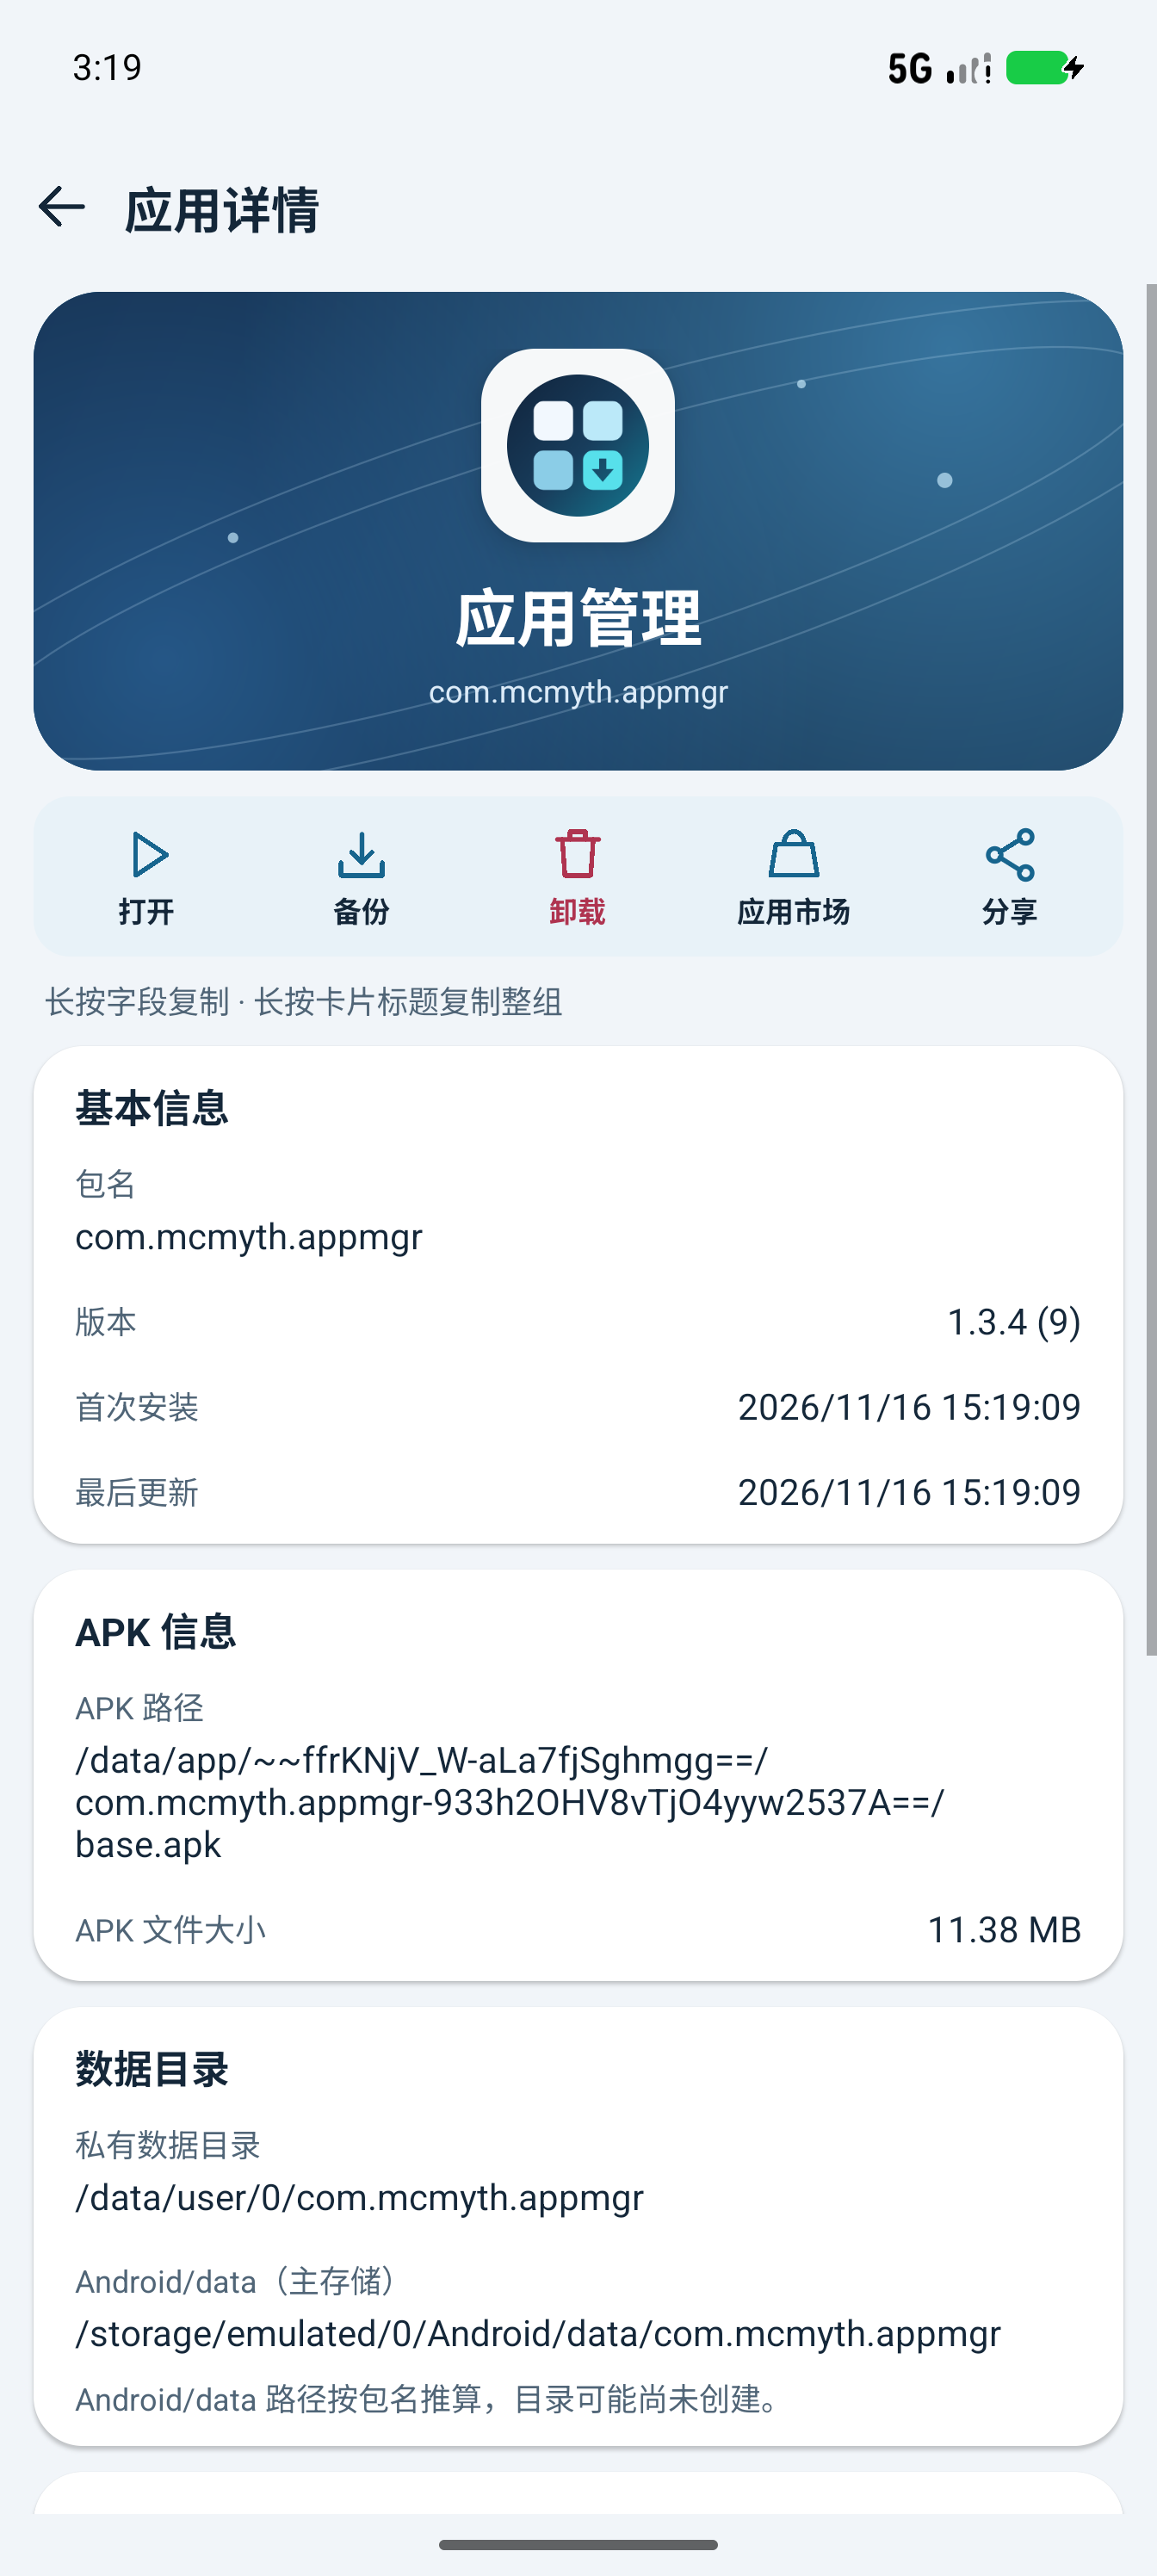 3:19
5G
应用详情
应用管理
com.mcmyth.appmgr
打开
备份
卸载
应用市场
分享
长按字段复制 · 长按卡片标题复制整组
基本信息
包名
com.mcmyth.appmgr
版本
1.3.4 (9)
首次安装
2026/11/16 15:19:09
最后更新
2026/11/16 15:19:09
APK 信息
APK 路径
/data/app/~~ffrKNjV_W-aLa7fjSghmgg==/
com.mcmyth.appmgr-933h2OHV8vTjO4yyw2537A==/
base.apk
APK 文件大小
11.38 MB
数据目录
私有数据目录
/data/user/0/com.mcmyth.appmgr
Android/data（主存储）
/storage/emulated/0/Android/data/com.mcmyth.appmgr
Android/data 路径按包名推算，目录可能尚未创建。